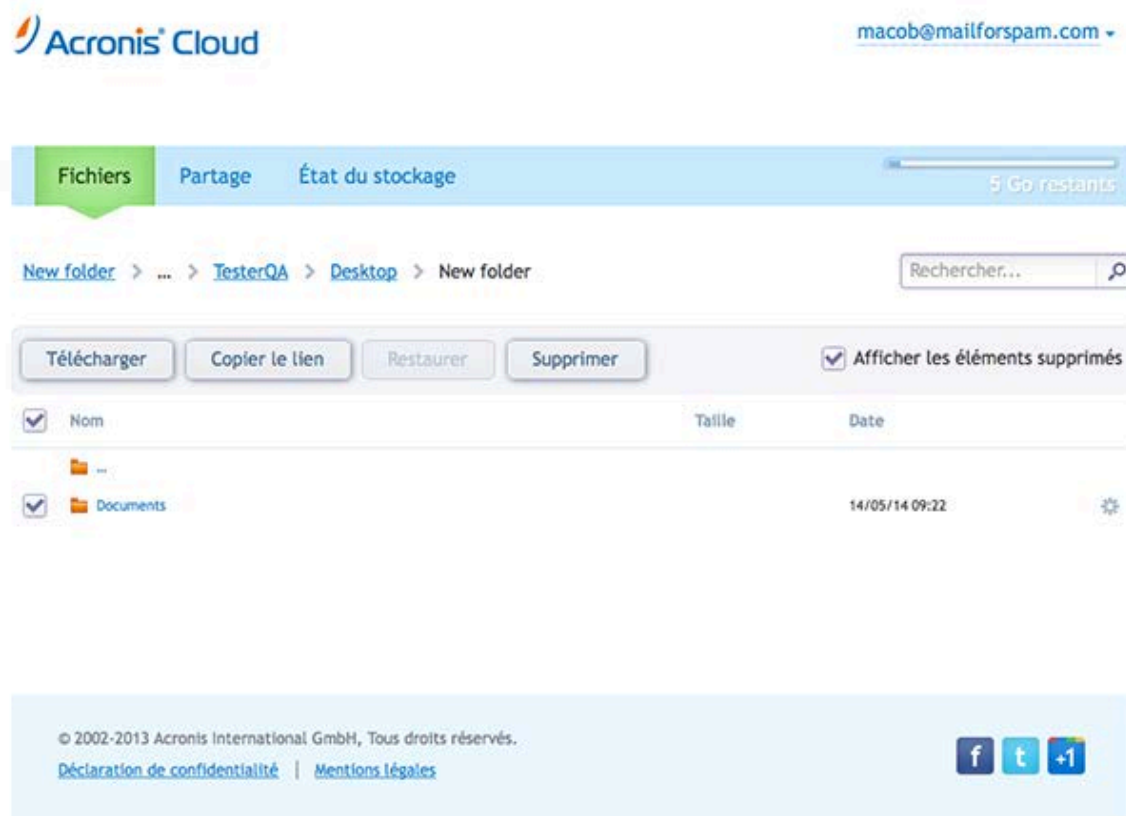 Acronis® Cloud
macob@mailforspam.com
Fichiers Partage État du stockage
5 Go restants
New folder > ... > TesterQA > Desktop > New folder
Rechercher...
Télécharger Copier le lien Restaurer Supprimer Afficher les éléments supprimés
Nom Taille Date
...
Documents 14/05/14 09:22
© 2002-2013 Acronis International GmbH, Tous droits réservés.
Déclaration de confidentialité | Mentions légales
f t +1